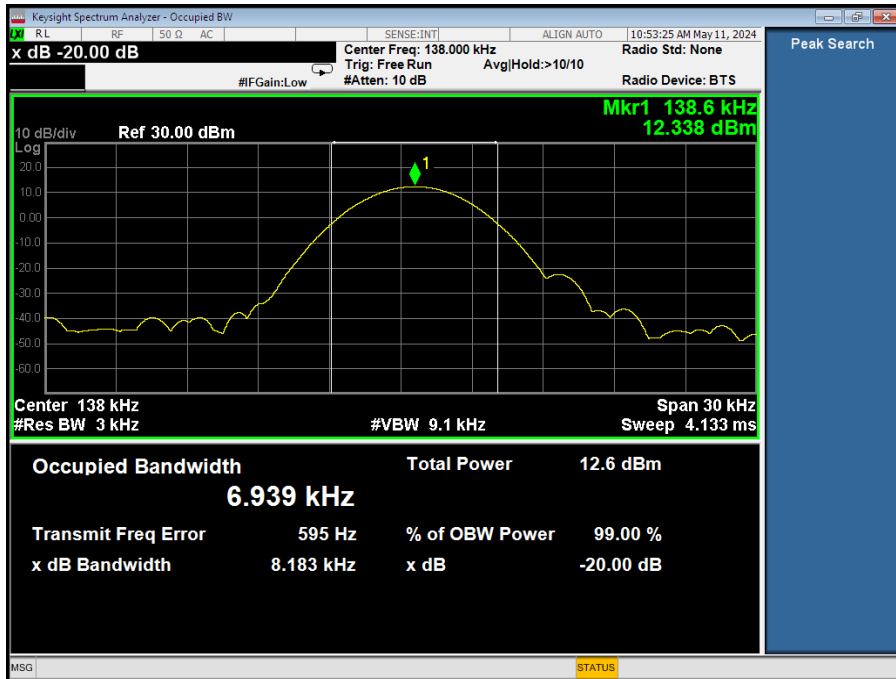 Keysight Spectrum Analyzer - Occupied BW
LXI RL RF 50 Ω AC SENSE:INT ALIGN AUTO 10:53:25 AM May 11, 2024
x dB -20.00 dB Center Freq: 138.000 kHz Radio Std: None Peak Search
Trig: Free Run Avg|Hold:>10/10
#IFGain:Low #Atten: 10 dB Radio Device: BTS
Mkr1 138.6 kHz
10 dB/div Ref 30.00 dBm 12.338 dBm
Log
20.0
1
10.0
0.00
-10.0
-20.0
-30.0
-40.0
-50.0
-60.0
Center 138 kHz Span 30 kHz
#Res BW 3 kHz #VBW 9.1 kHz Sweep 4.133 ms
Occupied Bandwidth Total Power 12.6 dBm
6.939 kHz
Transmit Freq Error 595 Hz % of OBW Power 99.00 %
x dB Bandwidth 8.183 kHz x dB -20.00 dB
MSG STATUS